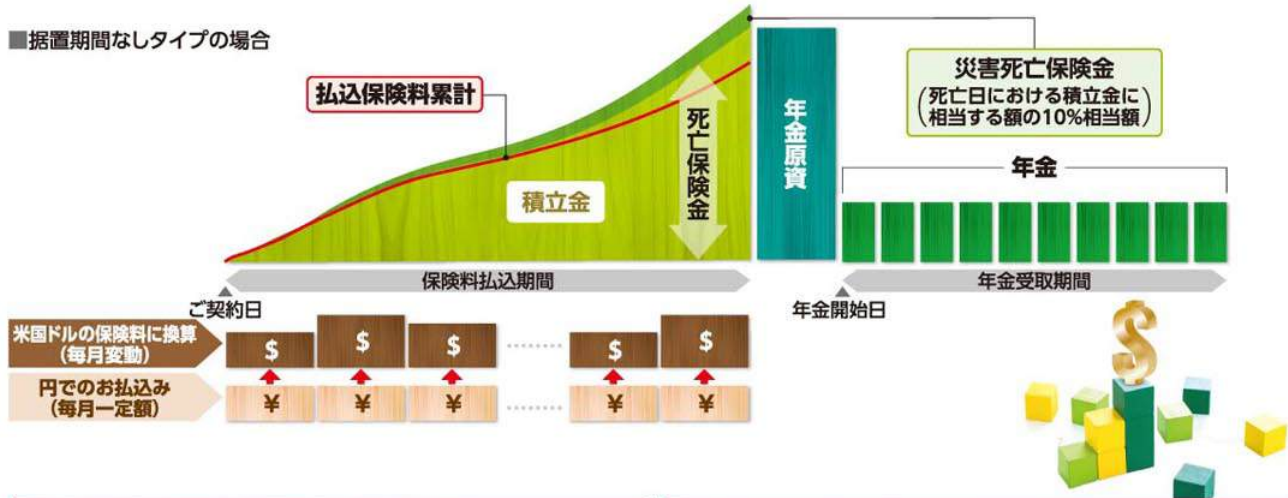 ■据置期間なしタイプの場合
払込保険料累計
災害死亡保険金
(死亡日における積立金に
相当する額の10%相当額)
死亡保険金
年金原資
積立金
年金
保険料払込期間
年金受取期間
ご契約日
年金開始日
米国ドルの保険料に換算
(毎月変動)
$ $ $ ……… $ $
円でのお払込み
(毎月一定額)
¥ ¥ ¥ ……… ¥ ¥
$